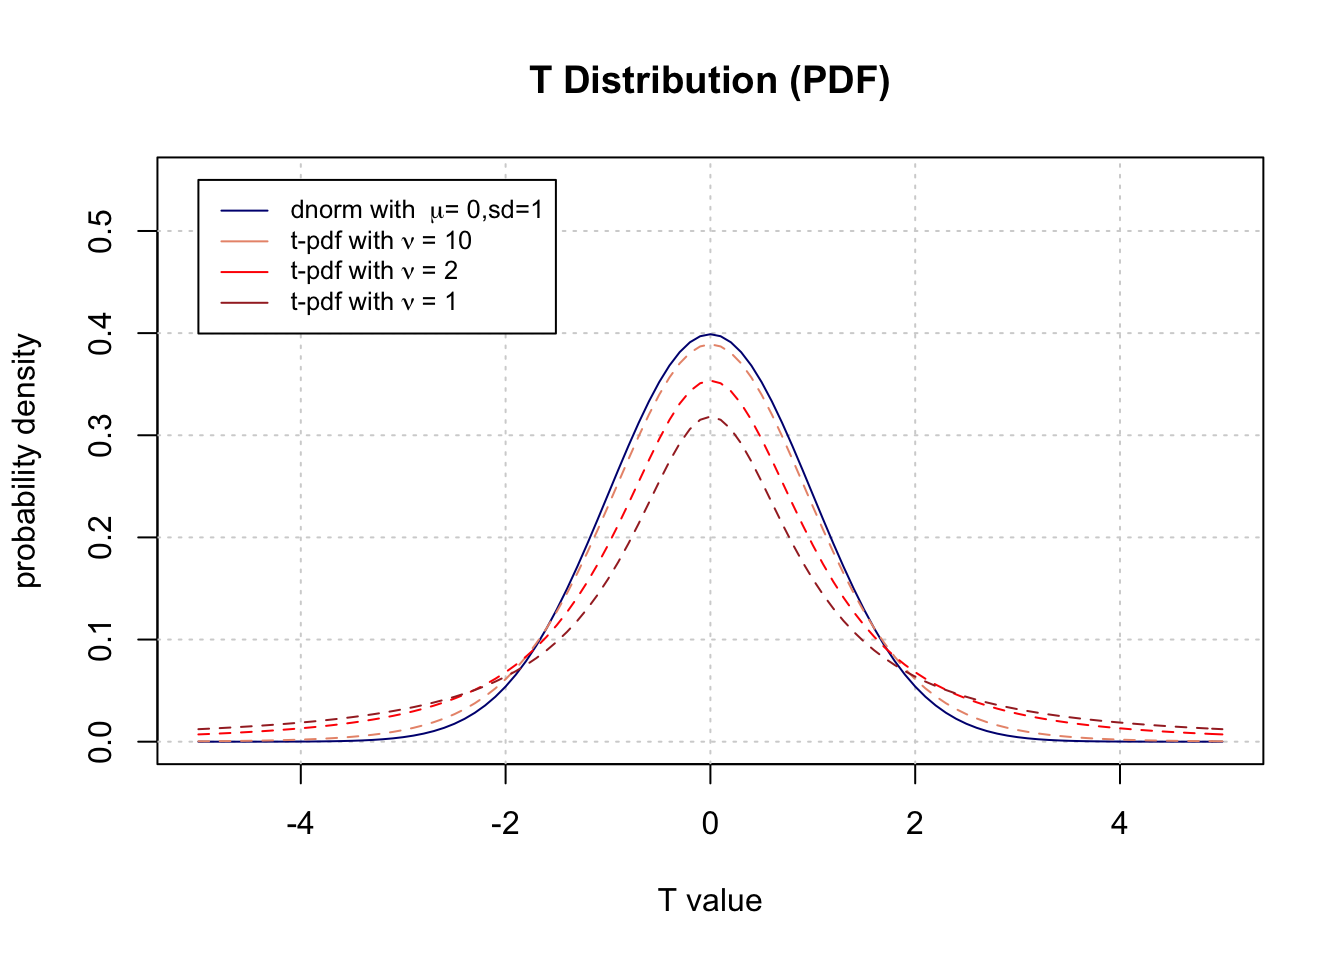 T Distribution (PDF)
dnorm with  μ= 0,sd=1
t-pdf with ν = 10
t-pdf with ν = 2
t-pdf with ν = 1
probability density
0.5
0.4
0.3
0.2
0.1
0.0
-4 -2 0 2 4
T value